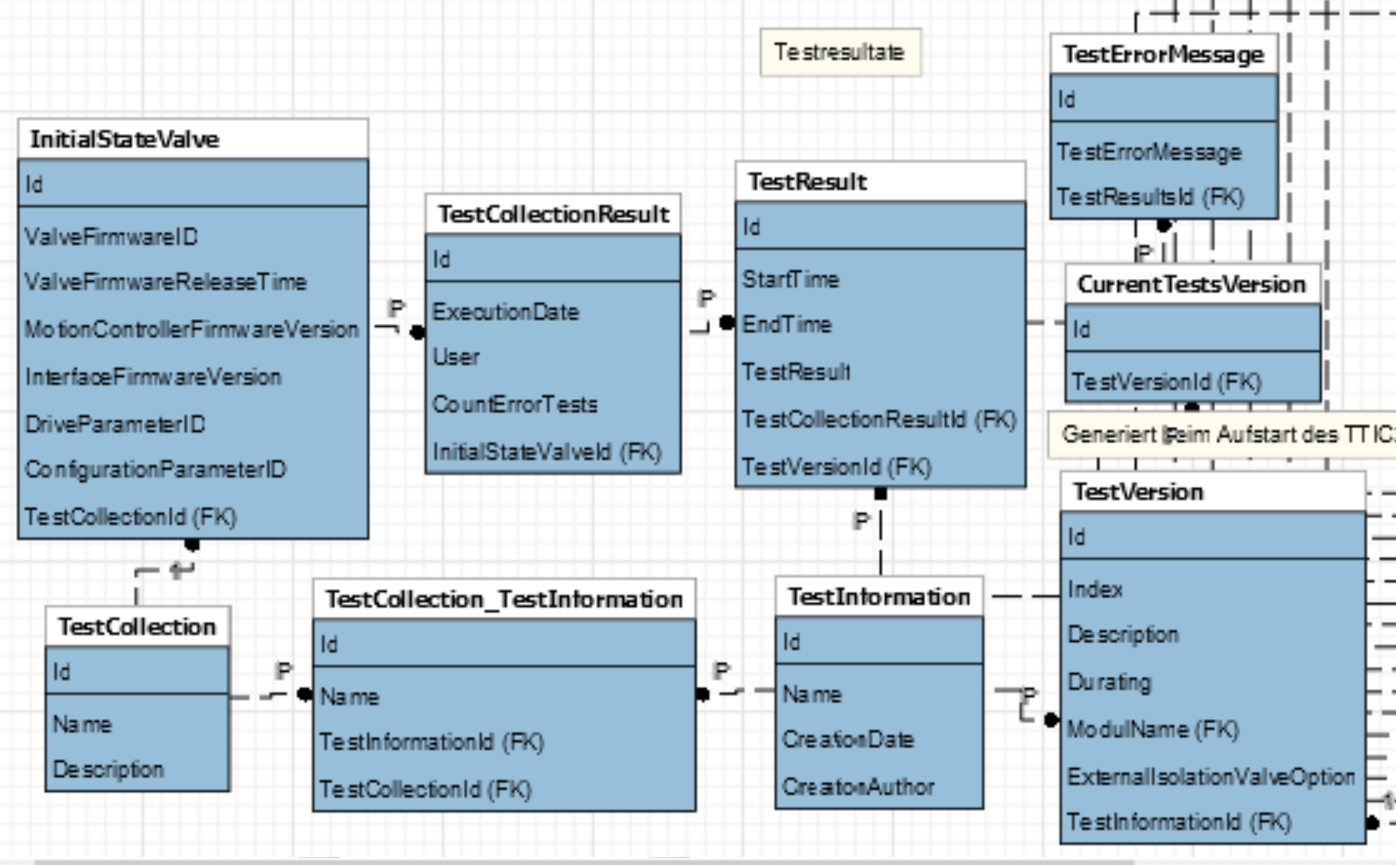 Testresultate
TestErrorMessage
Id
TestErrorMessage
TestResultsId (FK)
InitialStateValve
Id
ValveFirmwareID
ValveFirmwareReleaseTime
MotionControllerFirmwareVersion
InterfaceFirmwareVersion
DriveParameterID
ConfigurationParameterID
TestCollectionId (FK)
P
TestCollectionResult
Id
ExecutionDate
User
CountErrorTests
InitialStateValveId (FK)
P
TestResult
Id
StartTime
EndTime
TestResult
TestCollectionResultId (FK)
TestVersionId (FK)
P
P
CurrentTestsVersion
Id
TestVersionId (FK)
Generiert beim Aufstart des TTIC
TestCollection
Id
Name
Description
P
TestCollection_TestInformation
Id
Name
TestInformationId (FK)
TestCollectionId (FK)
P
TestInformation
Id
Name
CreationDate
CreationAuthor
P
TestVersion
Id
Index
Description
Durating
ModulName (FK)
ExternalIsolationValveOption
TestInformationId (FK)